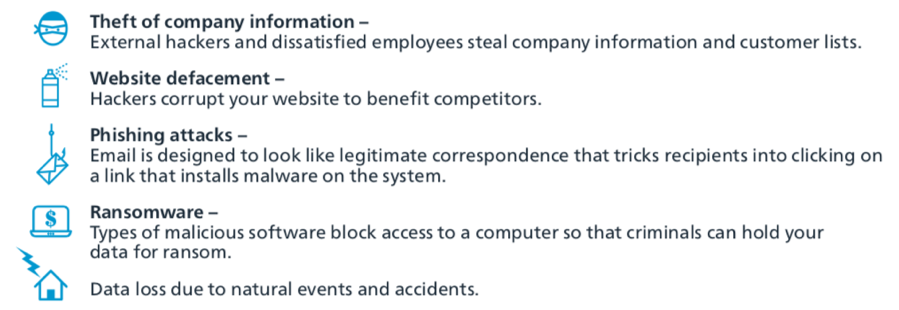 Theft of company information –
External hackers and dissatisfied employees steal company information and customer lists.
Website defacement –
Hackers corrupt your website to benefit competitors.
Phishing attacks –
Email is designed to look like legitimate correspondence that tricks recipients into clicking on
a link that installs malware on the system.
$
Ransomware –
Types of malicious software block access to a computer so that criminals can hold your
data for ransom.
Data loss due to natural events and accidents.